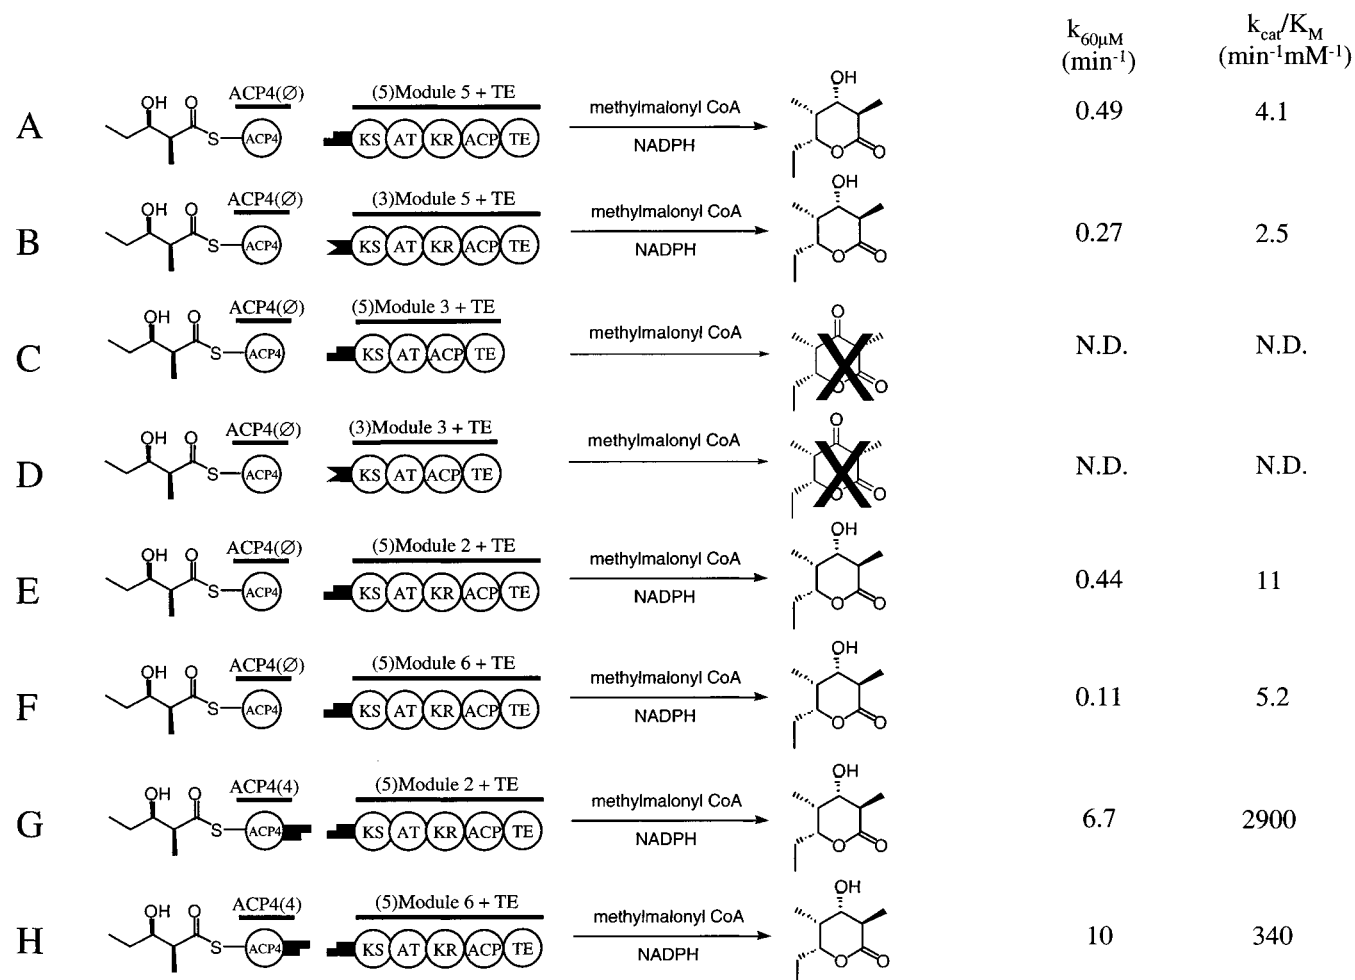 k60μM (min-1)
kcat/KM (min-1mM-1)
A
OH O S ACP4(Ø) ACP4
(5)Module 5 + TE
KS AT KR ACP TE
methylmalonyl CoA
NADPH
OH O O
0.49 4.1
B
OH O S ACP4(Ø) ACP4
(3)Module 5 + TE
KS AT KR ACP TE
methylmalonyl CoA
NADPH
OH O O
0.27 2.5
C
OH O S ACP4(Ø) ACP4
(5)Module 3 + TE
KS AT ACP TE
methylmalonyl CoA
O O O
N.D. N.D.
D
OH O S ACP4(Ø) ACP4
(3)Module 3 + TE
KS AT ACP TE
methylmalonyl CoA
O O O
N.D. N.D.
E
OH O S ACP4(Ø) ACP4
(5)Module 2 + TE
KS AT KR ACP TE
methylmalonyl CoA
NADPH
OH O O
0.44 11
F
OH O S ACP4(Ø) ACP4
(5)Module 6 + TE
KS AT KR ACP TE
methylmalonyl CoA
NADPH
OH O O
0.11 5.2
G
OH O S ACP4(4) ACP4
(5)Module 2 + TE
KS AT KR ACP TE
methylmalonyl CoA
NADPH
OH O O
6.7 2900
H
OH O S ACP4(4) ACP4
(5)Module 6 + TE
KS AT KR ACP TE
methylmalonyl CoA
NADPH
OH O O
10 340